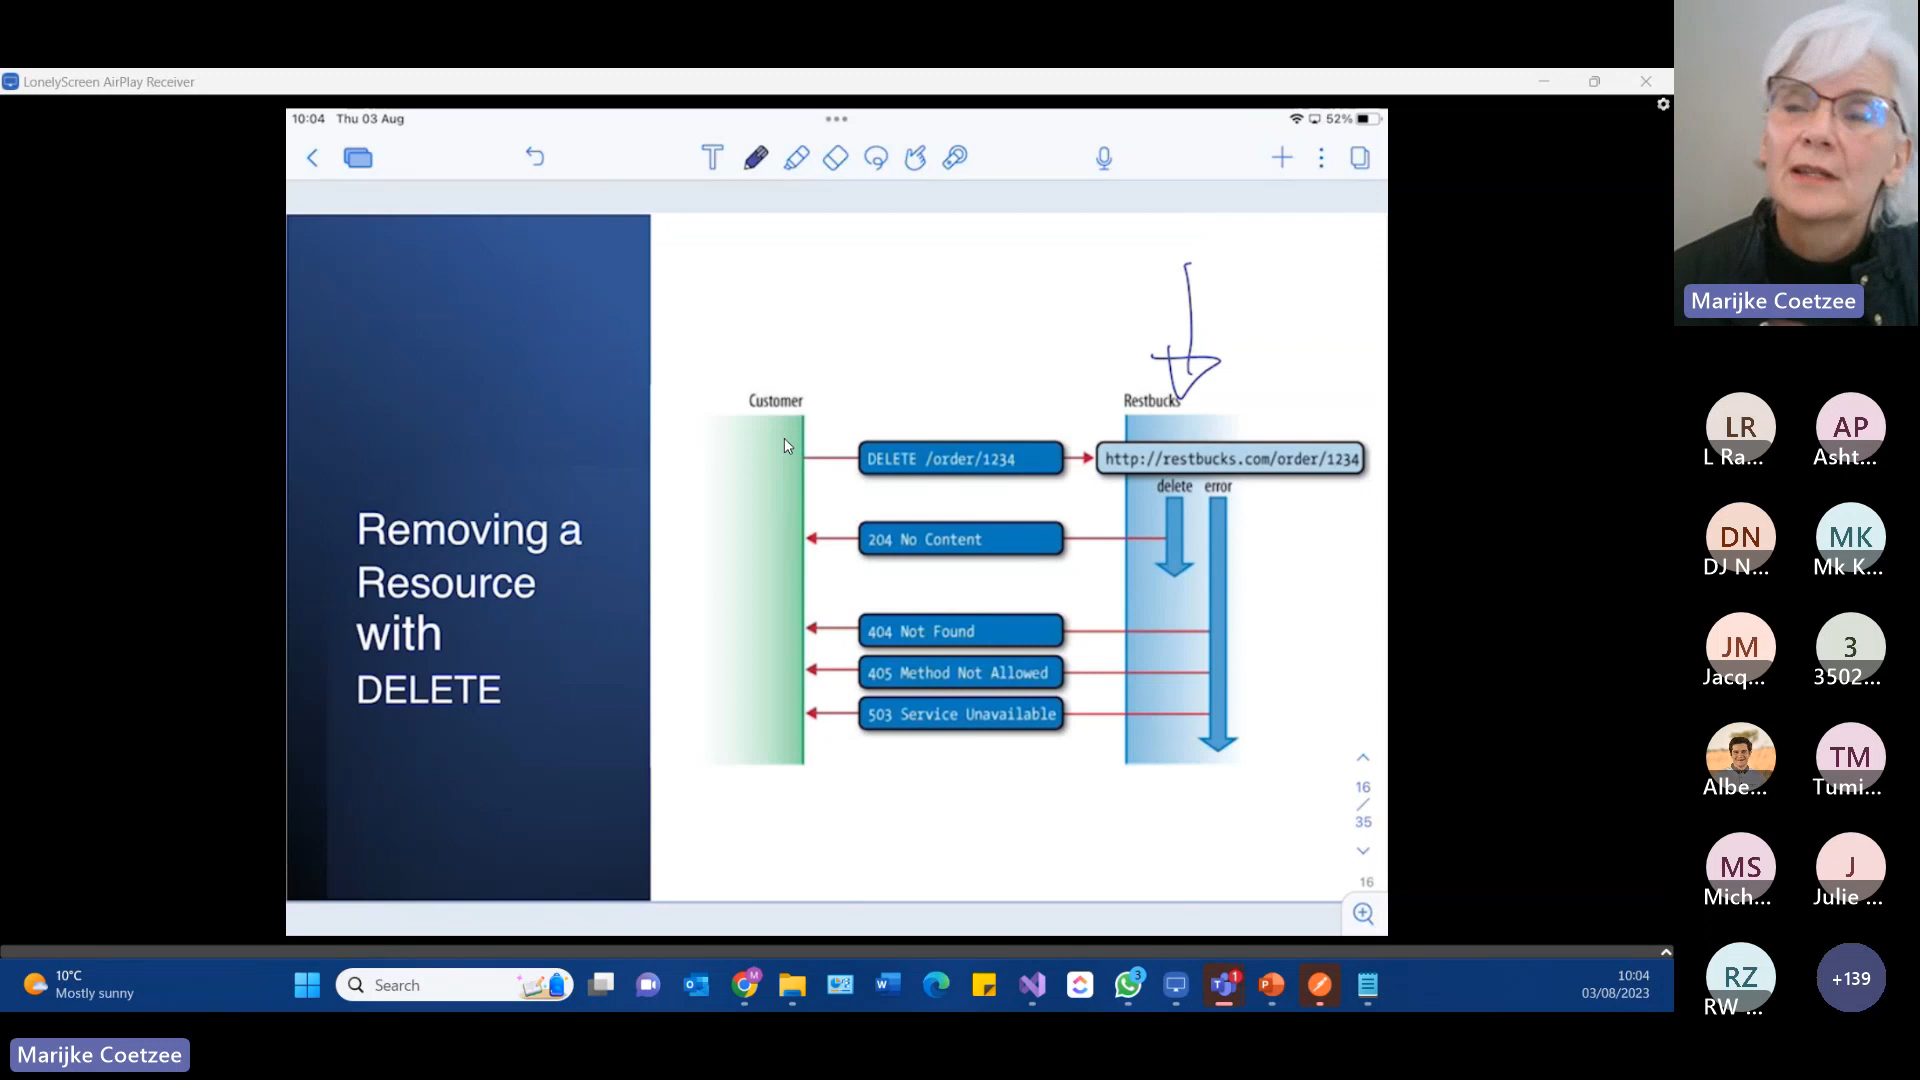 LonelyScreen AirPlay Receiver
10:04 Thu 03 Aug
52%
T
Removing a
Resource
with
DELETE
Customer
Restbucks
DELETE /order/1234
http://restbucks.com/order/1234
delete error
204 No Content
404 Not Found
405 Method Not Allowed
503 Service Unavailable
16
/
35
16
Marijke Coetzee
LR
L Ra...
AP
Asht...
DN
DJ N...
MK
Mk K...
JM
Jacq...
3
3502...
Albe...
TM
Tumi...
MS
Mich...
J
Julie ...
RZ
RW ...
+139
10°C
Mostly sunny
Search
M
3
1
10:04
03/08/2023
Marijke Coetzee